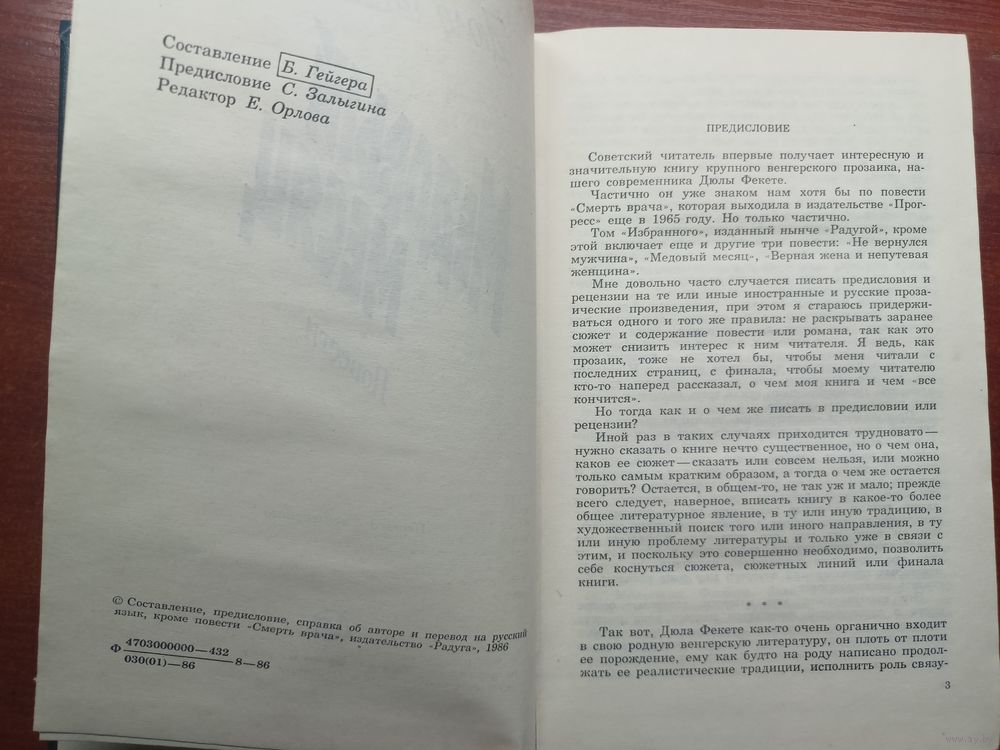 Составление Б. Гейгера
Предисловие С. Залыгина
Редактор Е. Орлова
© Составление, предисловие, справка об авторе и перевод на русский
язык, кроме повести «Смерть врача», издательство «Радуга», 1986
Ф 4703000000—432
030(01)—86 8—86
ПРЕДИСЛОВИЕ
Советский читатель впервые получает интересную и
значительную книгу крупного венгерского прозаика, на-
шего современника Дюлы Фекете.
Частично он уже знаком нам хотя бы по повести
«Смерть врача», которая выходила в издательстве «Прог-
ресс» еще в 1965 году. Но только частично.
Том «Избранного», изданный нынче «Радугой», кроме
этой включает еще и другие три повести: «Не вернулся
мужчина», «Медовый месяц», «Верная жена и непутевая
женщина».
Мне довольно часто случается писать предисловия и
рецензии на те или иные иностранные и русские проза-
ические произведения, при этом я стараюсь придержи-
ваться одного и того же правила: не раскрывать заранее
сюжет и содержание повести или романа, так как это
может снизить интерес к ним читателя. Я ведь, как
прозаик, тоже не хотел бы, чтобы меня читали с
последних страниц, с финала, чтобы моему читателю
кто-то наперед рассказал, о чем моя книга и чем «все
кончится».
Но тогда как и о чем же писать в предисловии или
рецензии?
Иной раз в таких случаях приходится трудновато—
нужно сказать о книге нечто существенное, но о чем она,
каков ее сюжет—сказать или совсем нельзя, или можно
только самым кратким образом, а тогда о чем же остается
говорить? Остается, в общем-то, не так уж и мало; прежде
всего следует, наверное, вписать книгу в какое-то более
общее литературное явление, в ту или иную традицию, в
художественный поиск того или иного направления, в ту
или иную проблему литературы и только уже в связи с
этим, и поскольку это совершенно необходимо, позволить
себе коснуться сюжета, сюжетных линий или финала
книги.
* * *
Так вот, Дюла Фекете как-то очень органично входит
в свою родную венгерскую литературу, он плоть от плоти
ее порождение, ему как будто на роду написано продол-
жать ее реалистические традиции, исполнить роль связу-
3